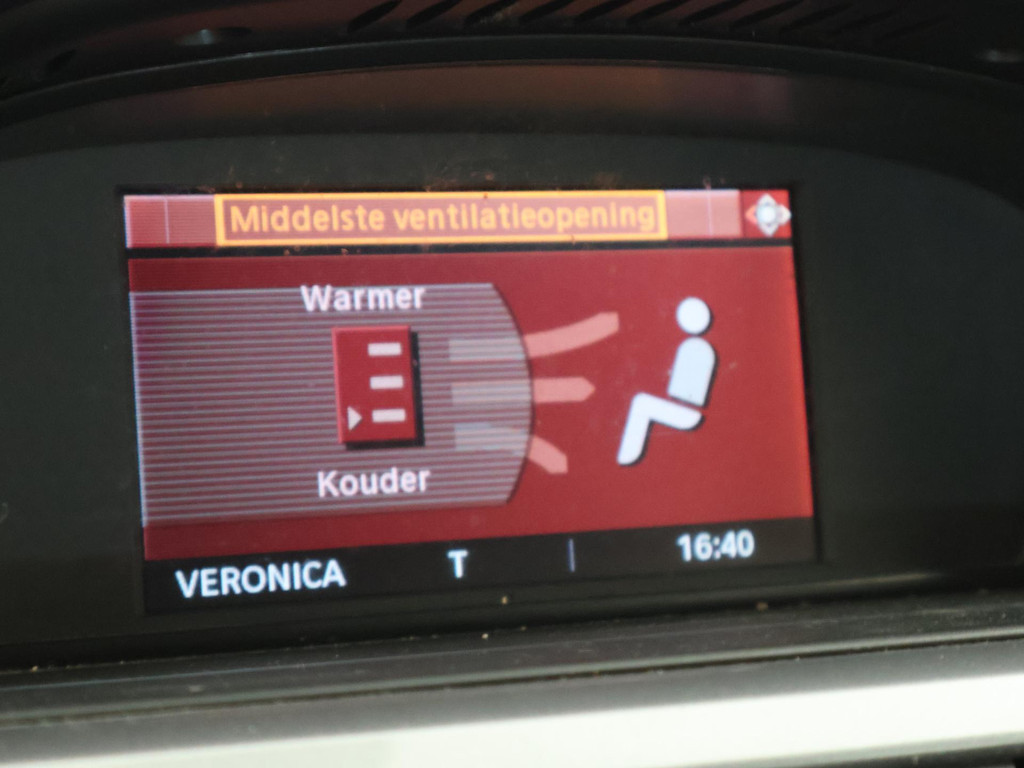 Middelste ventilatieopening
Warmer
Kouder
VERONICA T 16:40